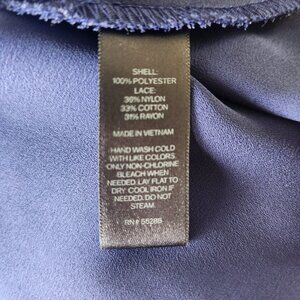 SHELL:
100% POLYESTER
LACE:
36% NYLON
33% COTTON
31% RAYON
MADE IN VIETNAM
HAND WASH COLD
WITH LIKE COLORS.
ONLY NON-CHLORINE
BLEACH WHEN
NEEDED. LAY FLAT TO
DRY. COOL IRON IF
NEEDED. DO NOT
STEAM.
RN# 55285